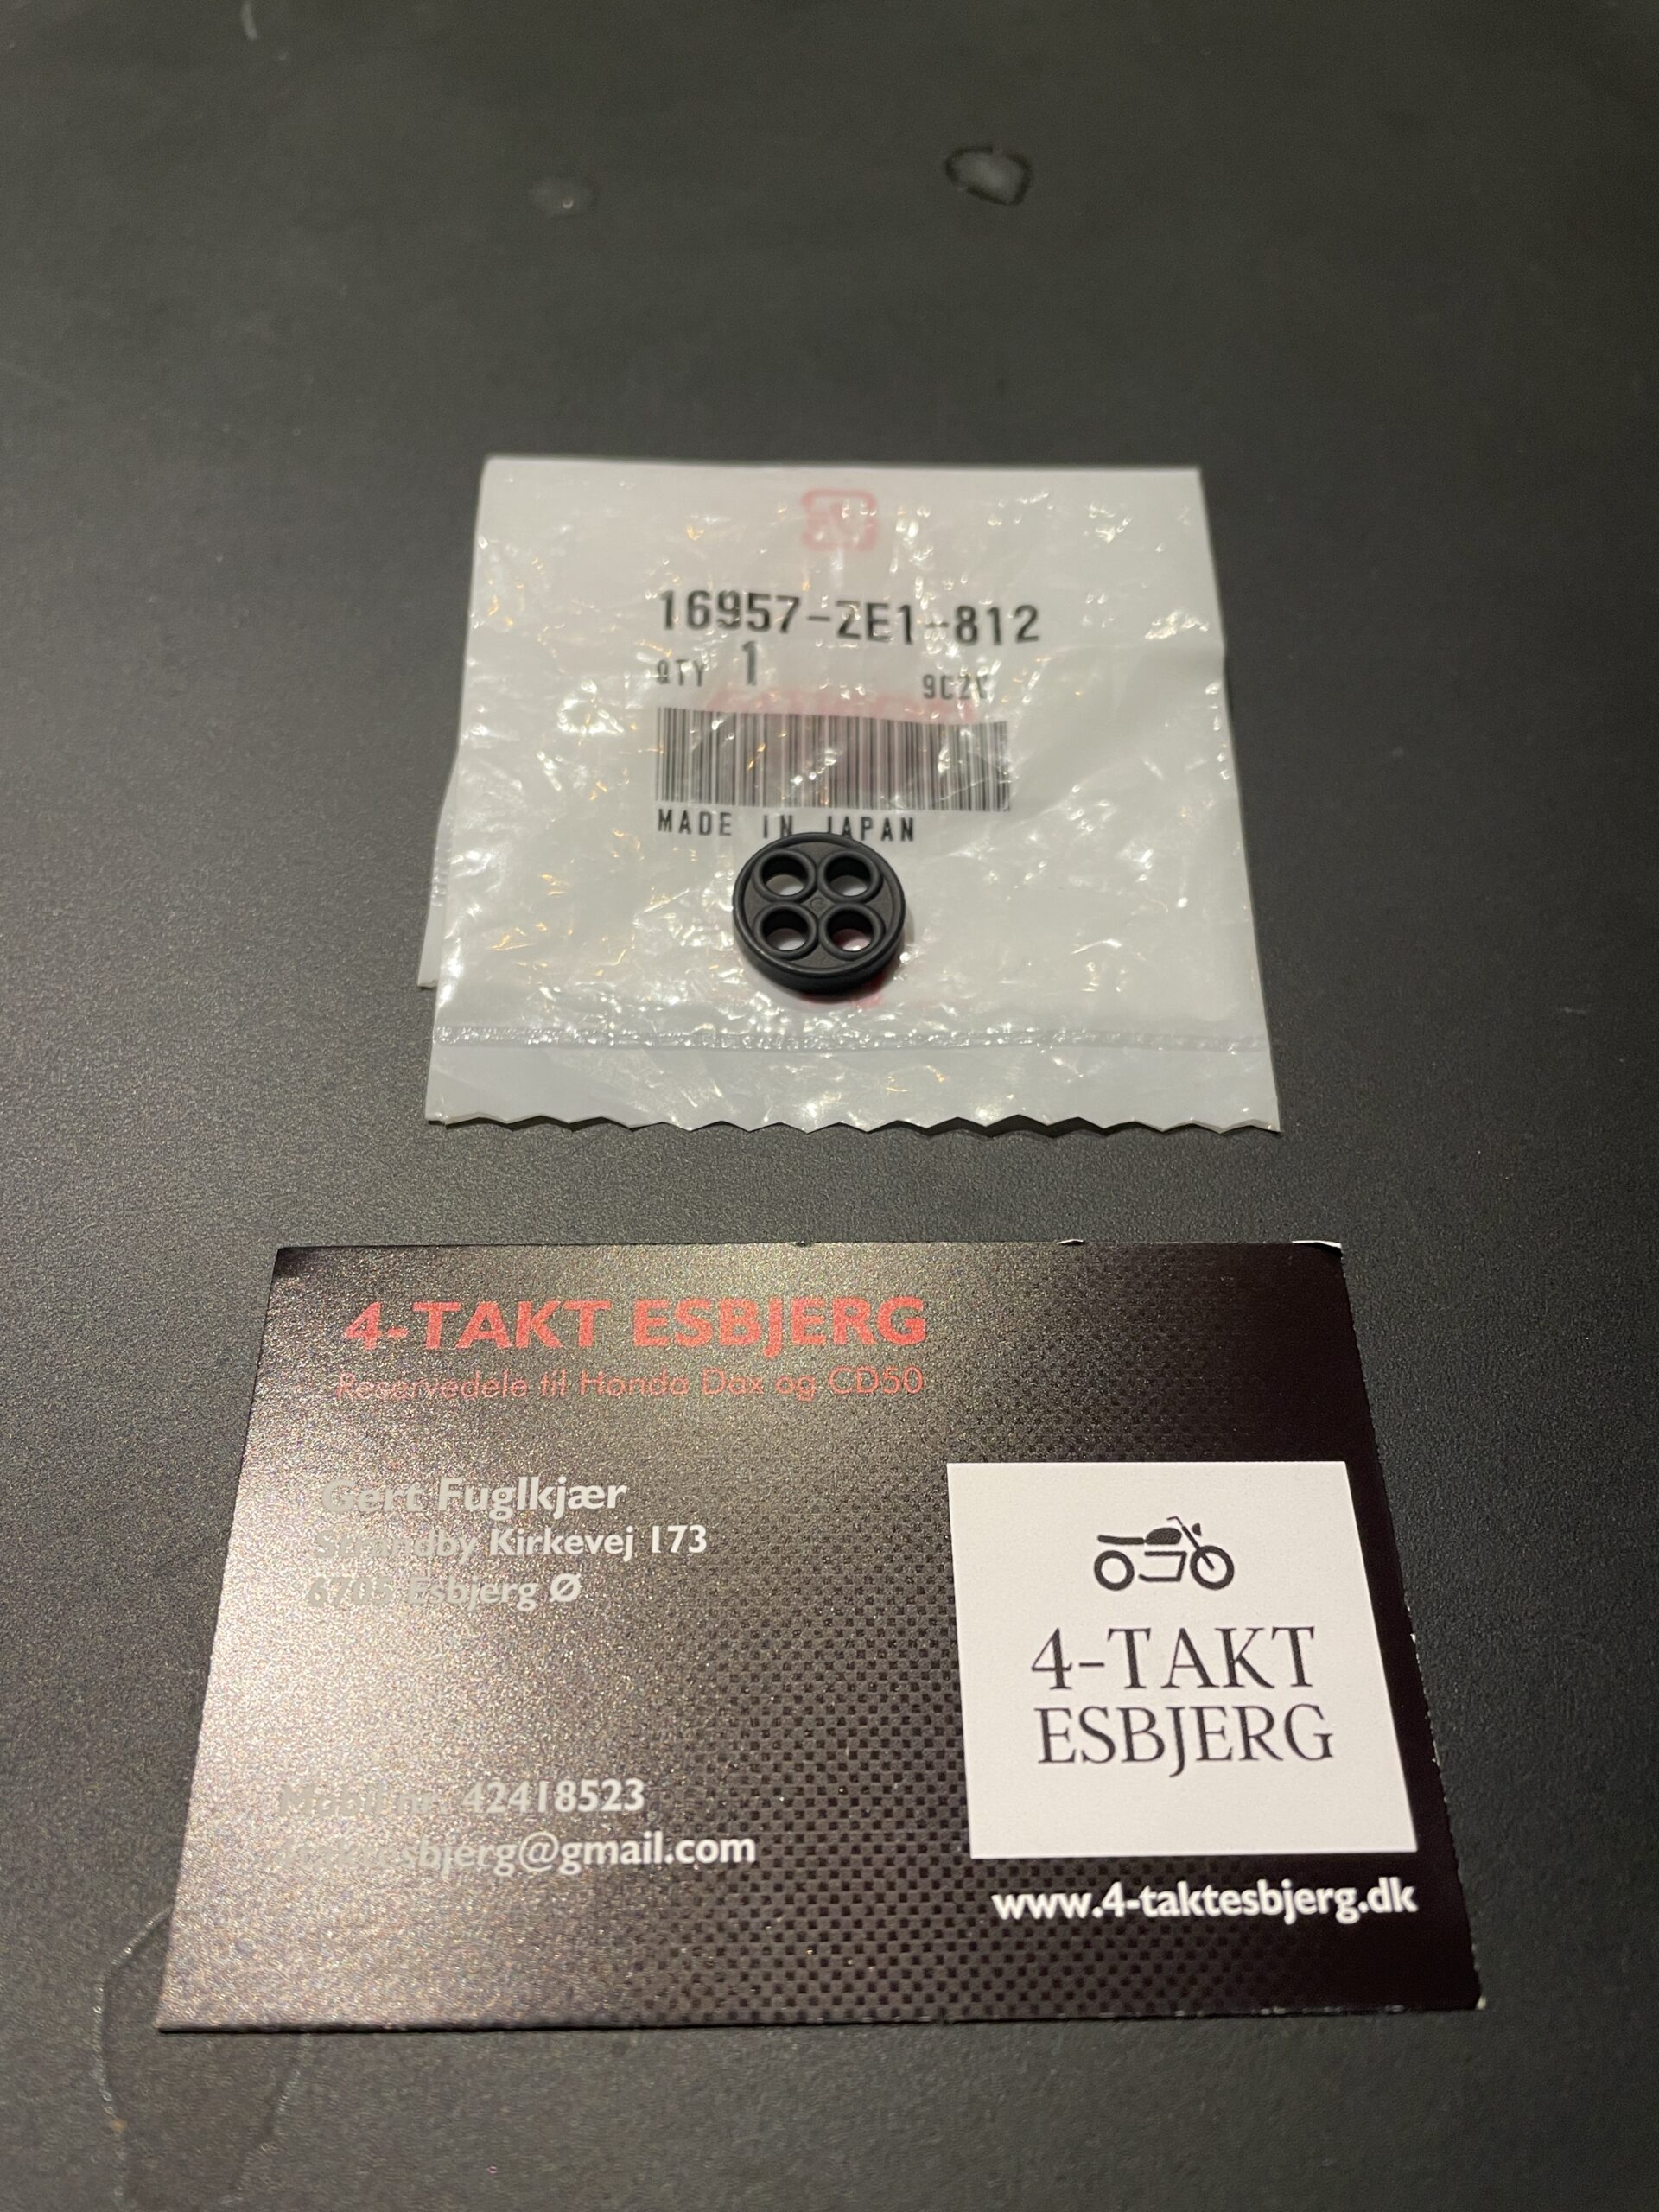 16957-ZE1-812
QTY 1
MADE IN JAPAN
4-TAKT ESBJERG
Reservedele til Honda Dax og CD50
Gert Fuglkjær
Strandby Kirkevej 173
6705 Esbjerg Ø
Mobil nr. 42418523
4-TAKT
ESBJERG
www.4-taktesbjerg.dk